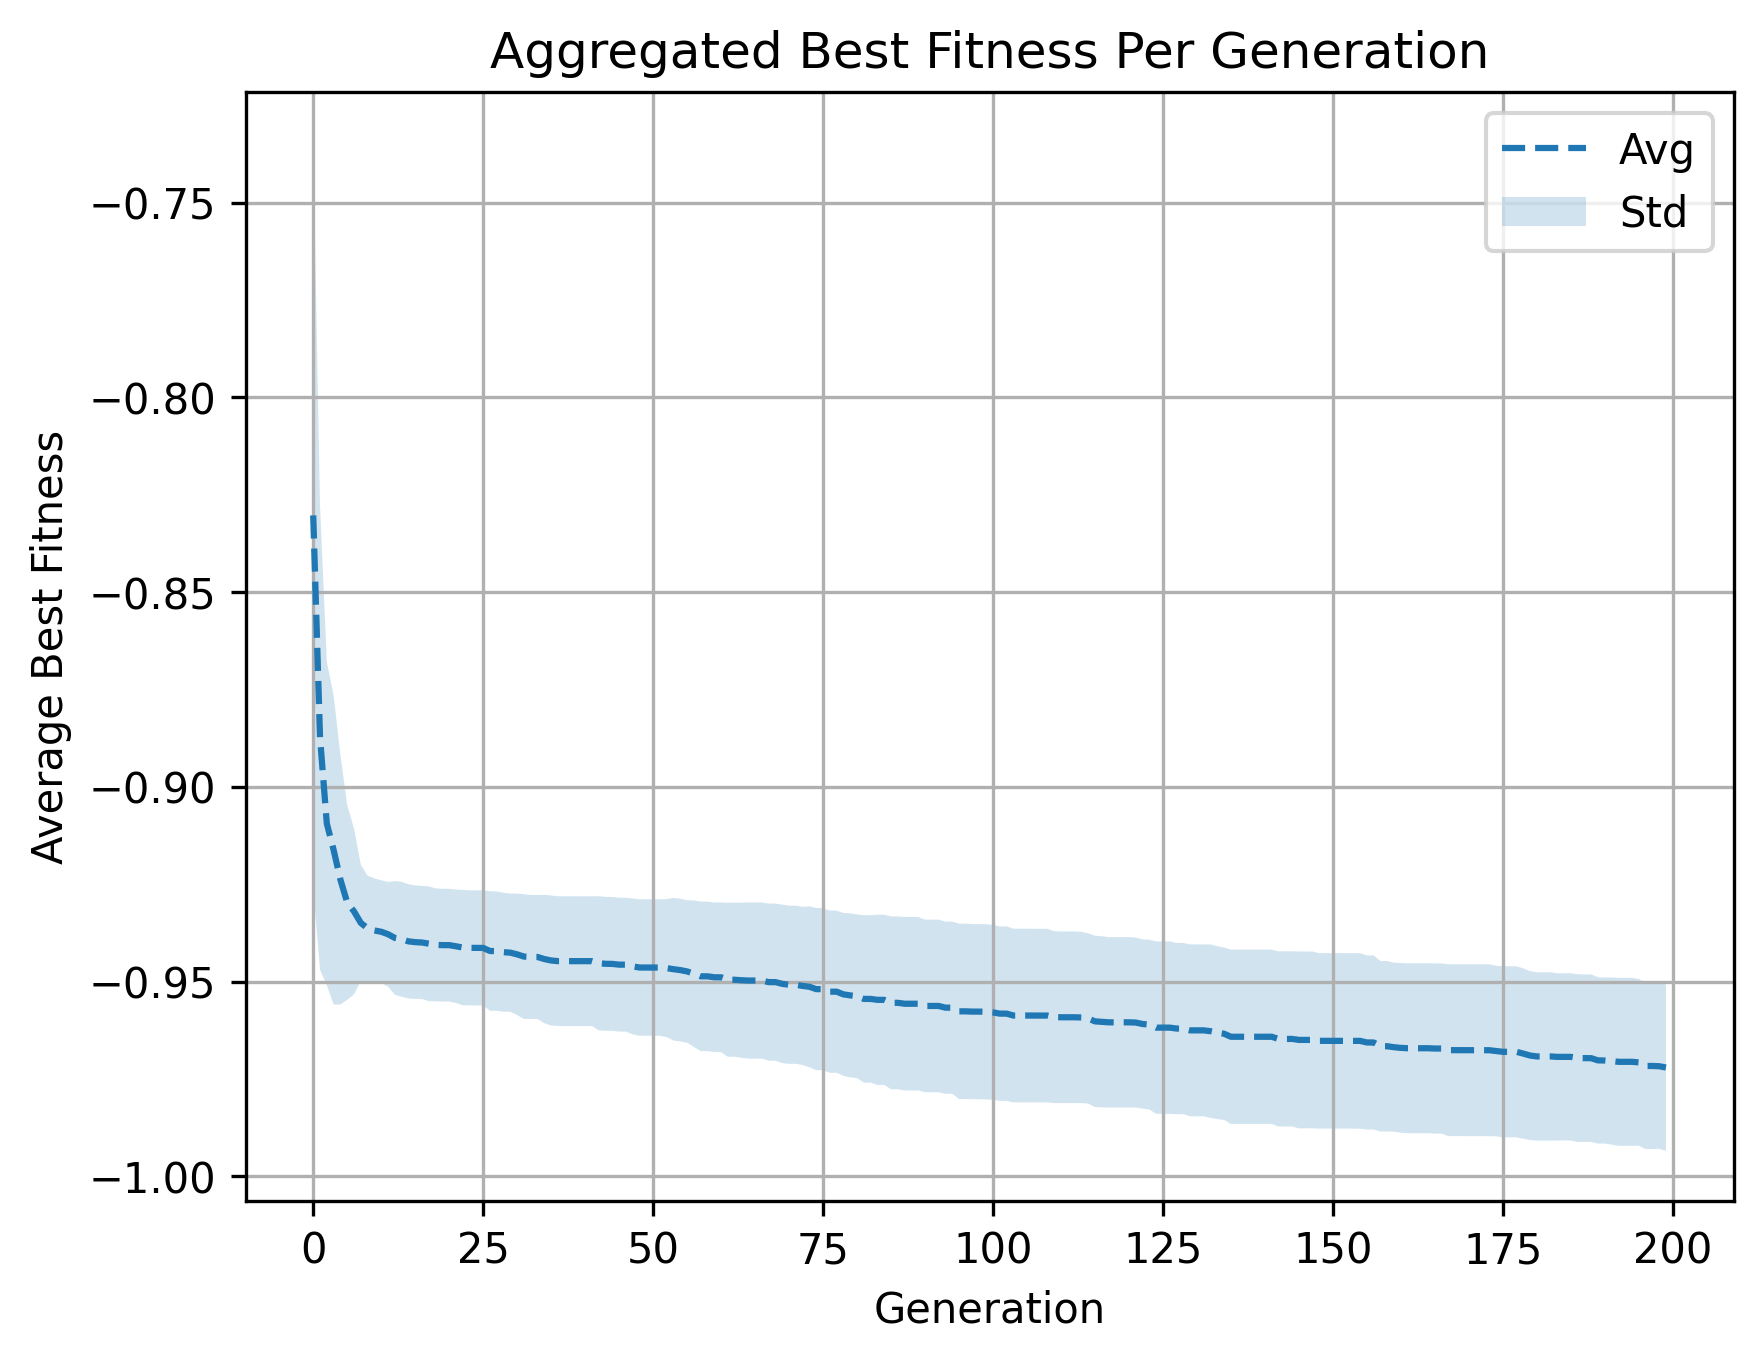 Aggregated Best Fitness Per Generation
Avg
Std
Average Best Fitness
−0.75
−0.80
−0.85
−0.90
−0.95
−1.00
0 25 50 75 100 125 150 175 200
Generation